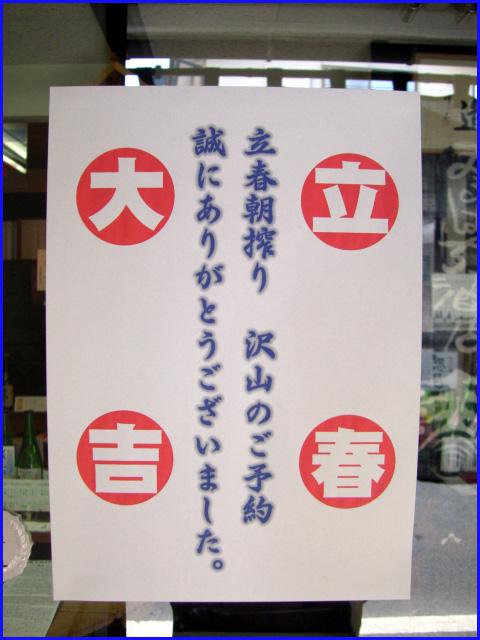 立春
立春朝搾り 沢山のご予約
誠にありがとうございました。
大吉